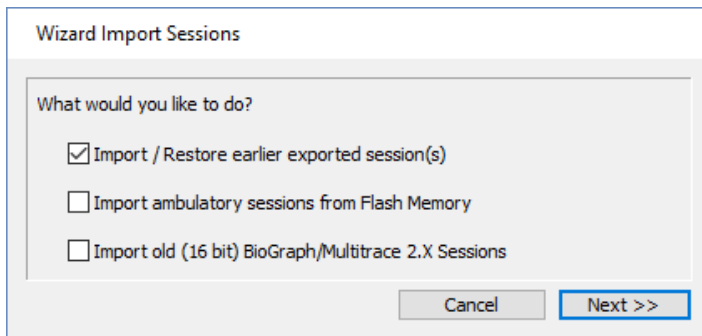 Wizard Import Sessions
What would you like to do?
Import / Restore earlier exported session(s)
Import ambulatory sessions from Flash Memory
Import old (16 bit) BioGraph/Multitrace 2.X Sessions
Cancel
Next >>